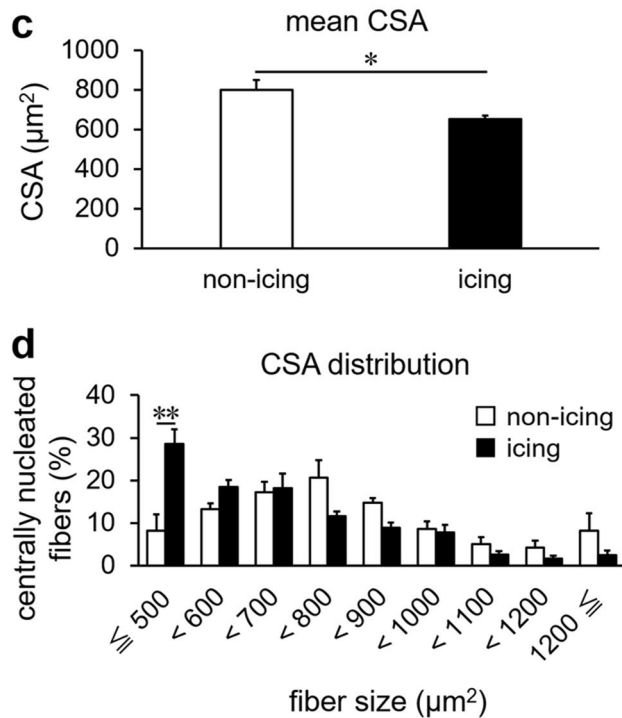 c
mean CSA
*
CSA (μm²)
1000
800
600
400
200
0
non-icing
icing
d
CSA distribution
**
non-icing
icing
centrally nucleated
fibers (%)
40
30
20
10
0
≦ 500
< 600
< 700
< 800
< 900
< 1000
< 1100
< 1200
1200 ≦
fiber size (μm²)